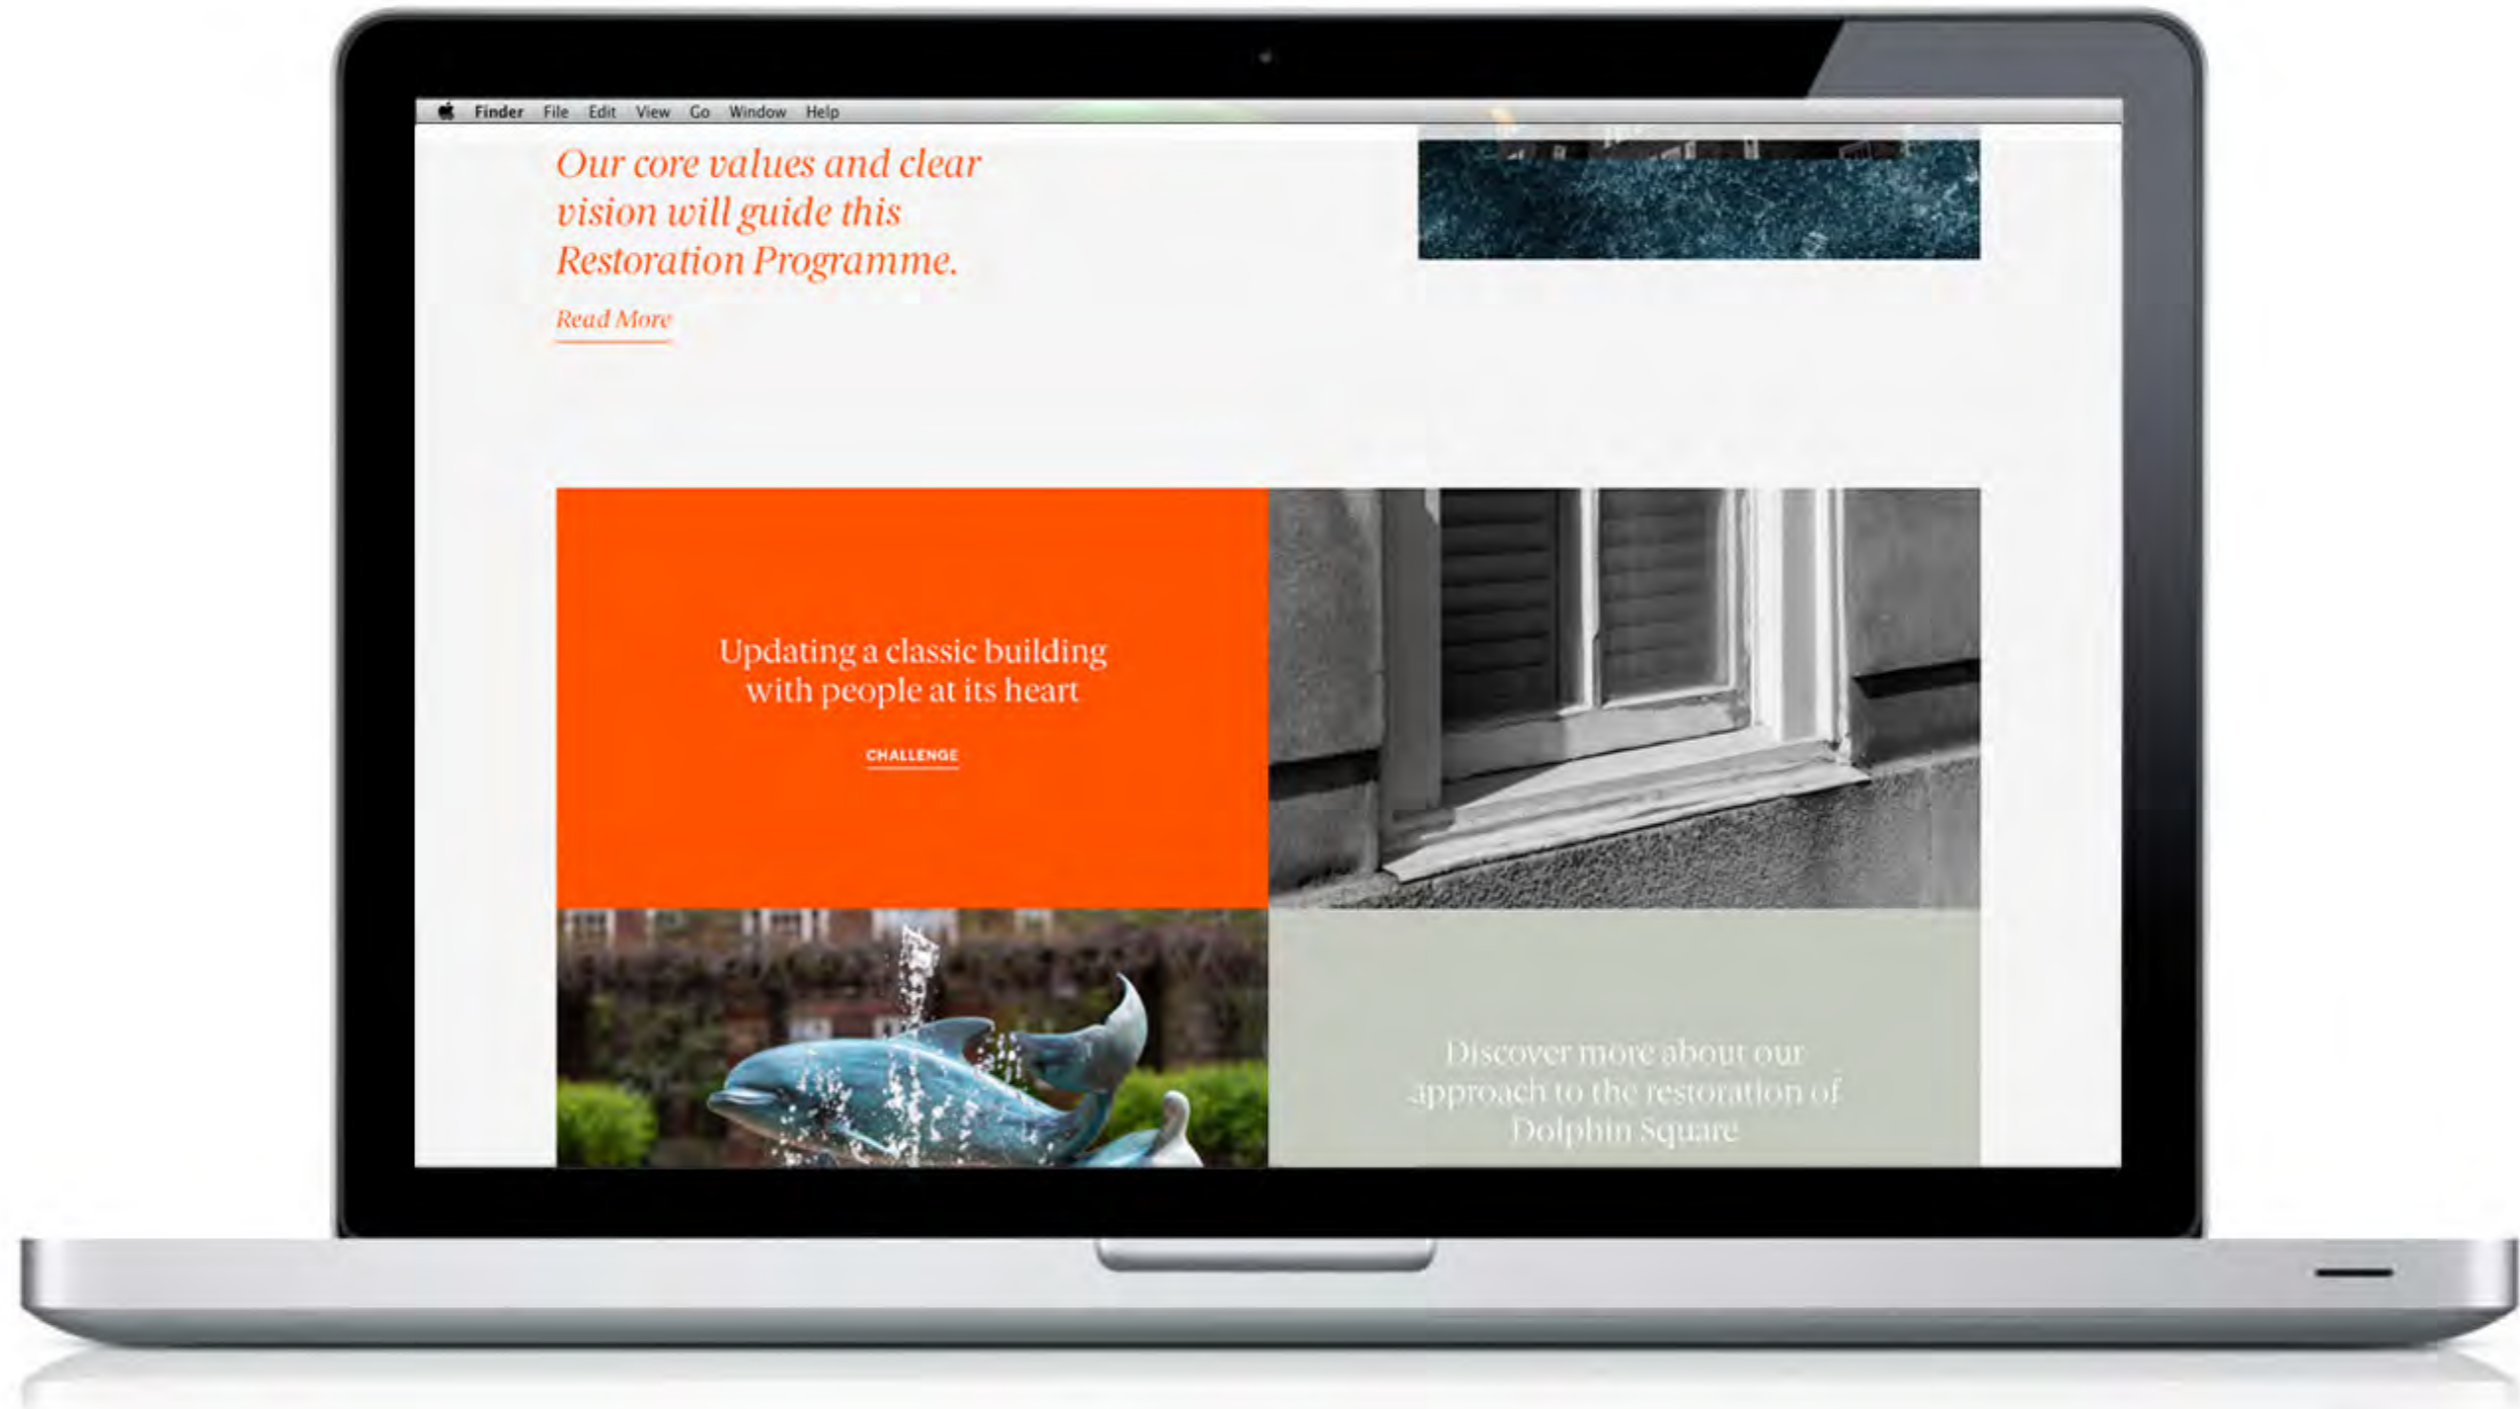 Finder File Edit View Go Window Help
Our core values and clear
vision will guide this
Restoration Programme.
Read More
Updating a classic building
with people at its heart
CHALLENGE
Discover more about our
approach to the restoration of
Dolphin Square